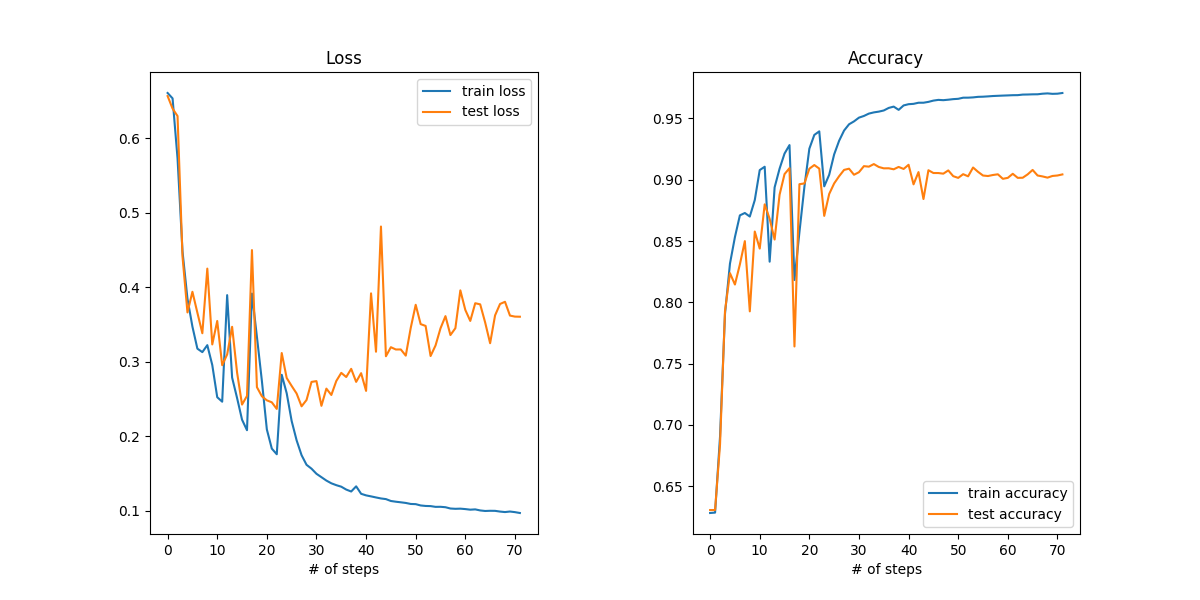 Loss
train loss
test loss
0.6
0.5
0.4
0.3
0.2
0.1
0 10 20 30 40 50 60 70
# of steps
Accuracy
0.95
0.90
0.85
0.80
0.75
0.70
0.65
train accuracy
test accuracy
0 10 20 30 40 50 60 70
# of steps